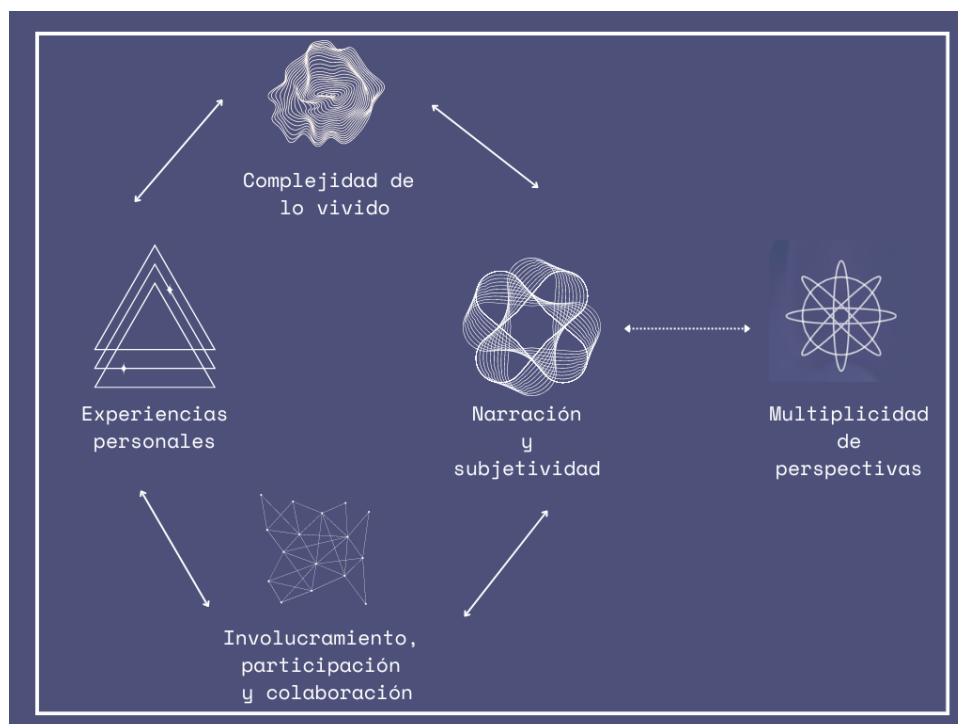 Complejidad de
lo vivido
Experiencias
personales
Narración
y
subjetividad
Multiplicidad
de
perspectivas
Involucramiento,
participación
y colaboración